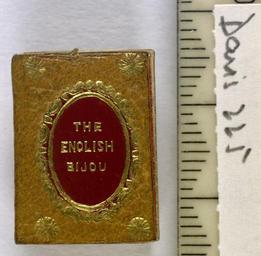 THE
ENGLISH
BIJOU
Davis 225